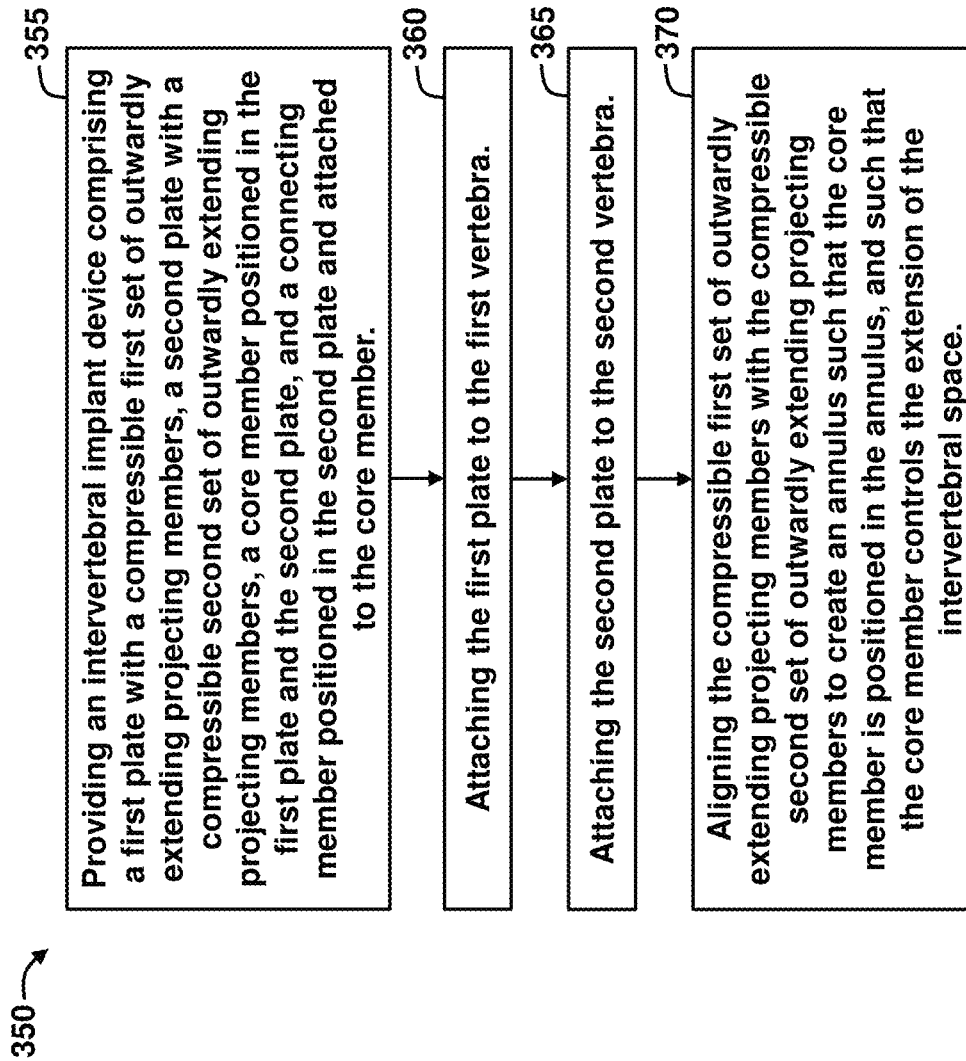 350
355
Providing an intervertebral implant device comprising
a first plate with a compressible first set of outwardly
extending projecting members, a second plate with a
compressible second set of outwardly extending
projecting members, a core member positioned in the
first plate and the second plate, and a connecting
member positioned in the second plate and attached
to the core member.
360
Attaching the first plate to the first vertebra.
365
Attaching the second plate to the second vertebra.
370
Aligning the compressible first set of outwardly
extending projecting members with the compressible
second set of outwardly extending projecting
members to create an annulus such that the core
member is positioned in the annulus, and such that
the core member controls the extension of the
intervertebral space.